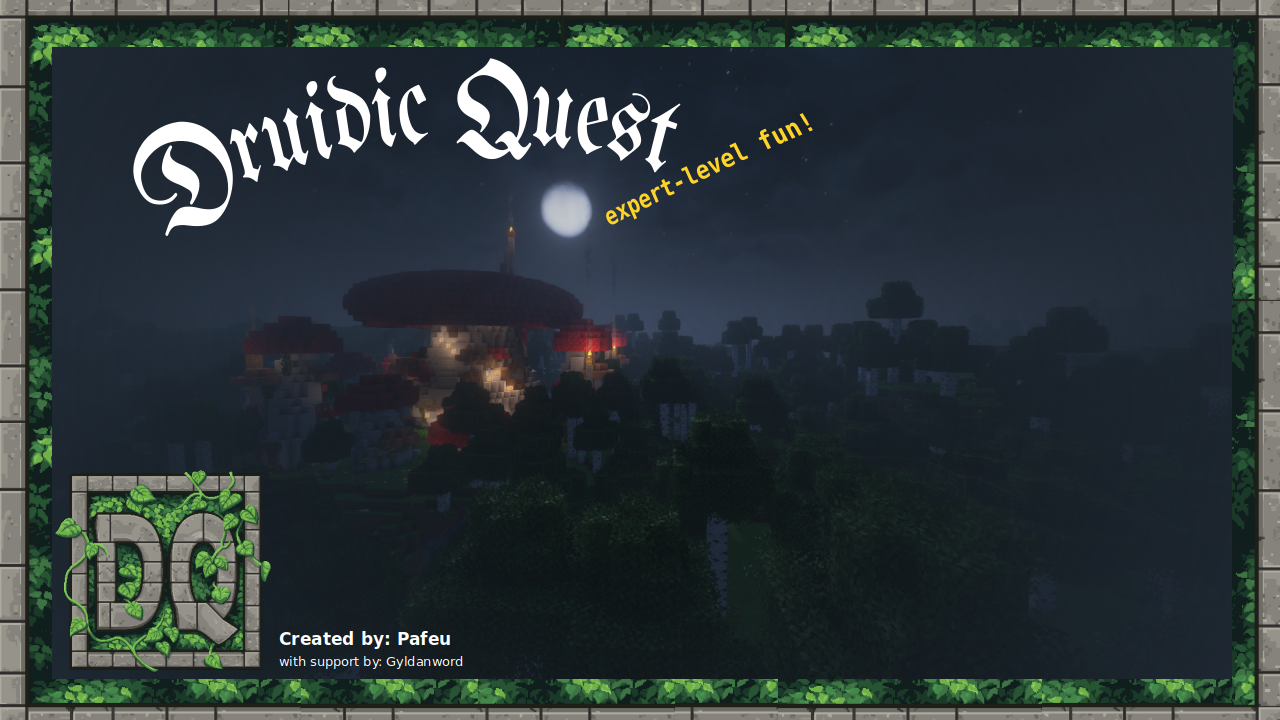 Druidic Quest
expert-level fun!
DQ
Created by: Pafeu
with support by: Gyldanword